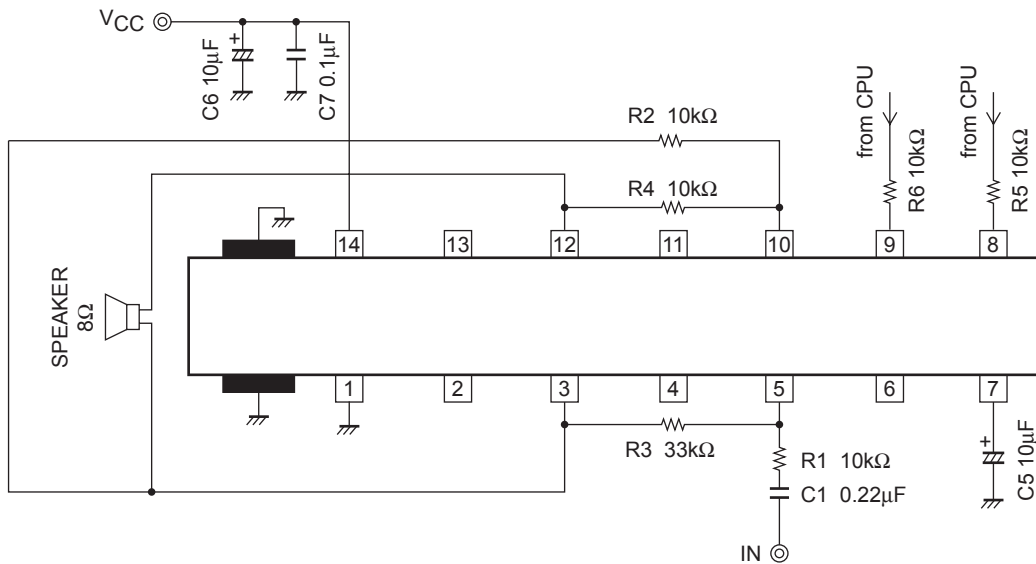 VCC
C6 10μF
+
C7 0.1μF
R2 10kΩ
R4 10kΩ
from CPU
R6 10kΩ
from CPU
R5 10kΩ
14
13
12
11
10
9
8
SPEAKER
8Ω
1
2
3
4
5
6
7
R3 33kΩ
R1 10kΩ
C1 0.22μF
+
C5 10μF
IN